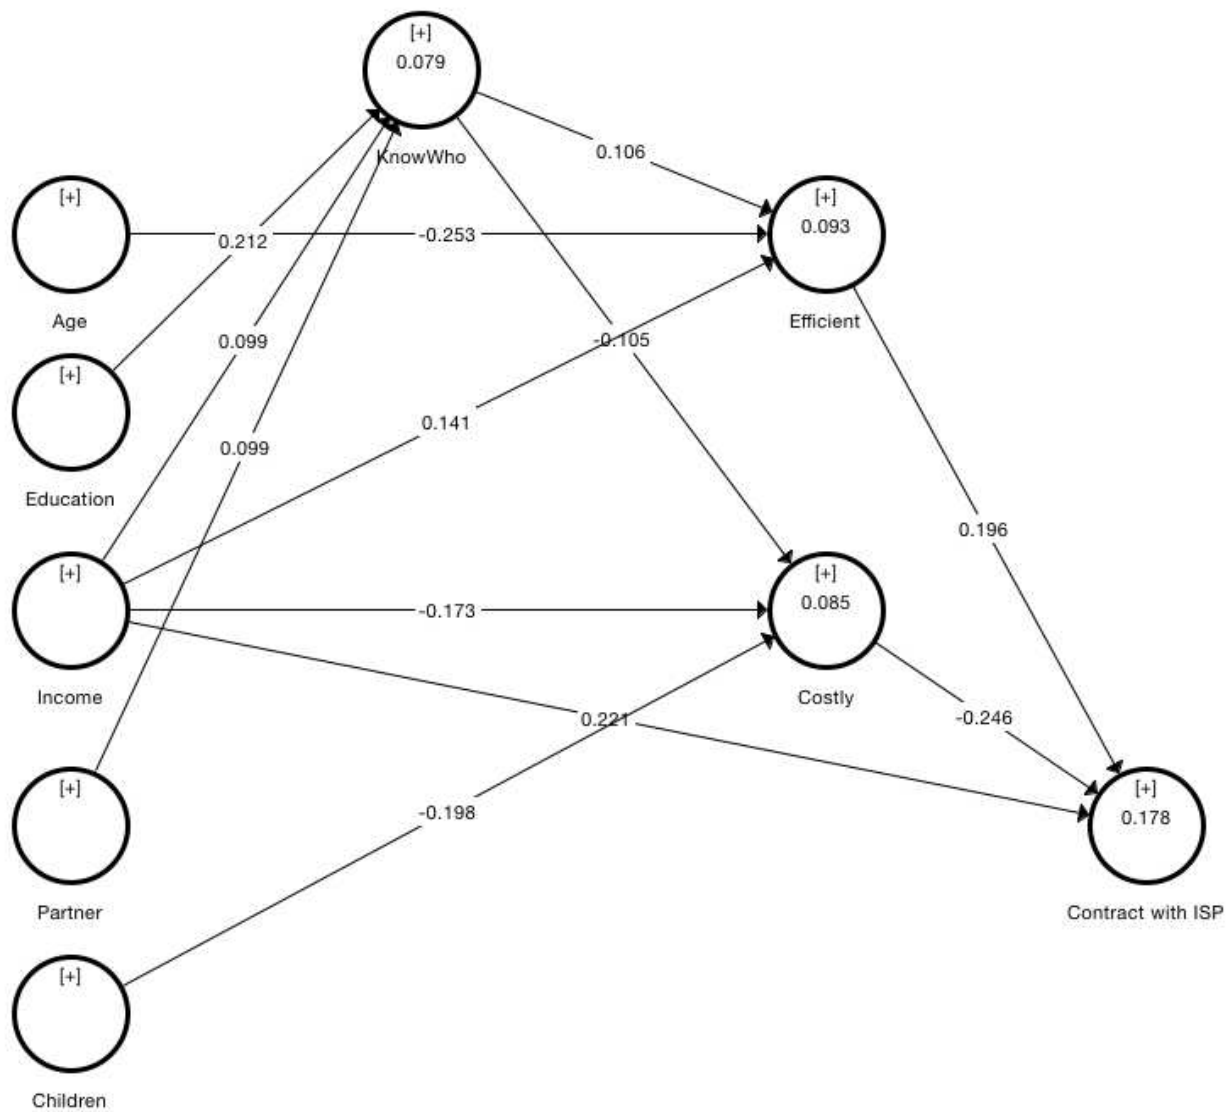 [+]
0.079
KnowWho
0.106
[+]
Age
0.212
-0.253
[+]
0.093
Efficient
[+]
Education
0.099
-0.105
0.141
0.099
0.196
[+]
Income
-0.173
[+]
0.085
Costly
0.221
-0.246
[+]
Partner
-0.198
[+]
0.178
Contract with ISP
[+]
Children